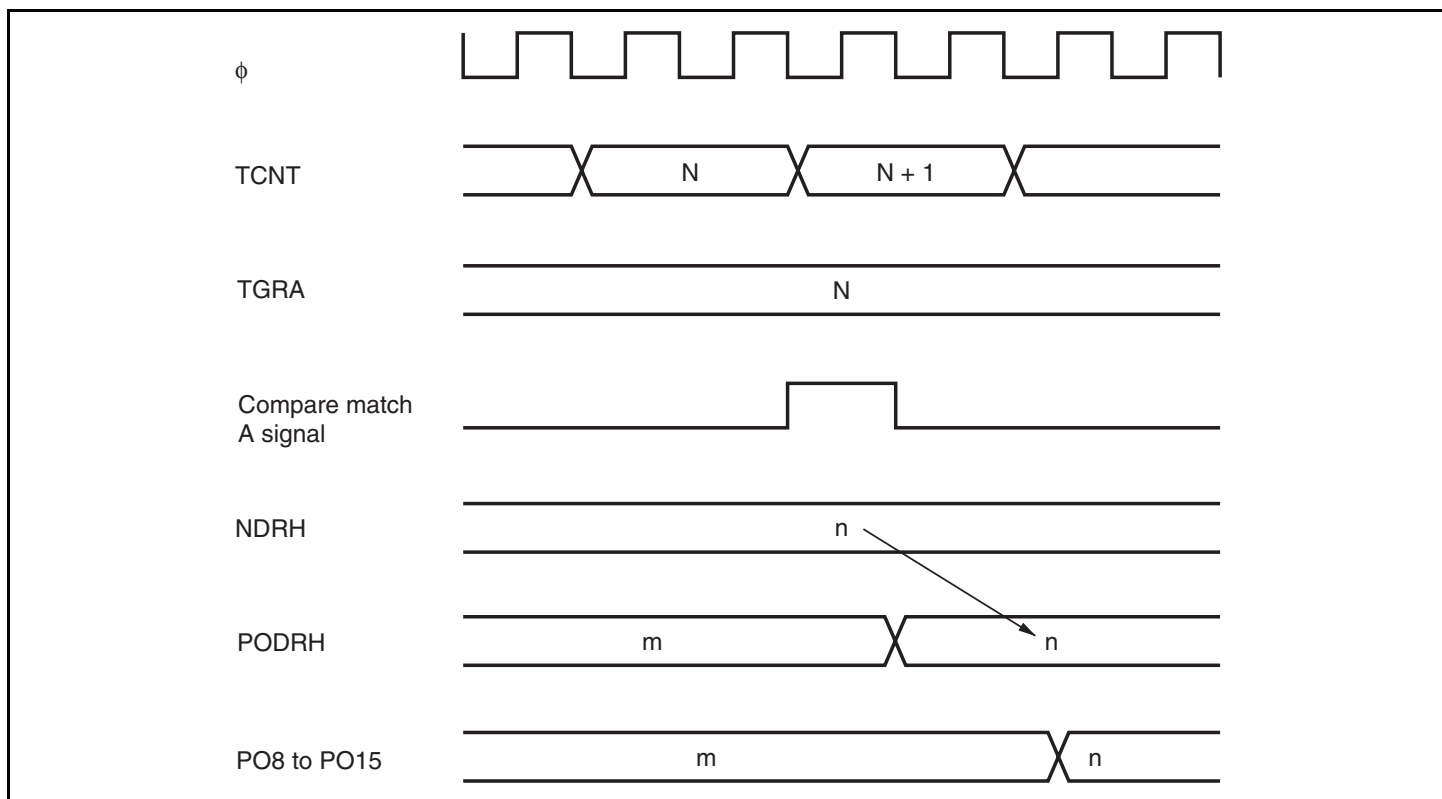 ϕ
TCNT
N
N + 1
TGRA
N
Compare match
A signal
NDRH
n
PODRH
m
n
PO8 to PO15
m
n